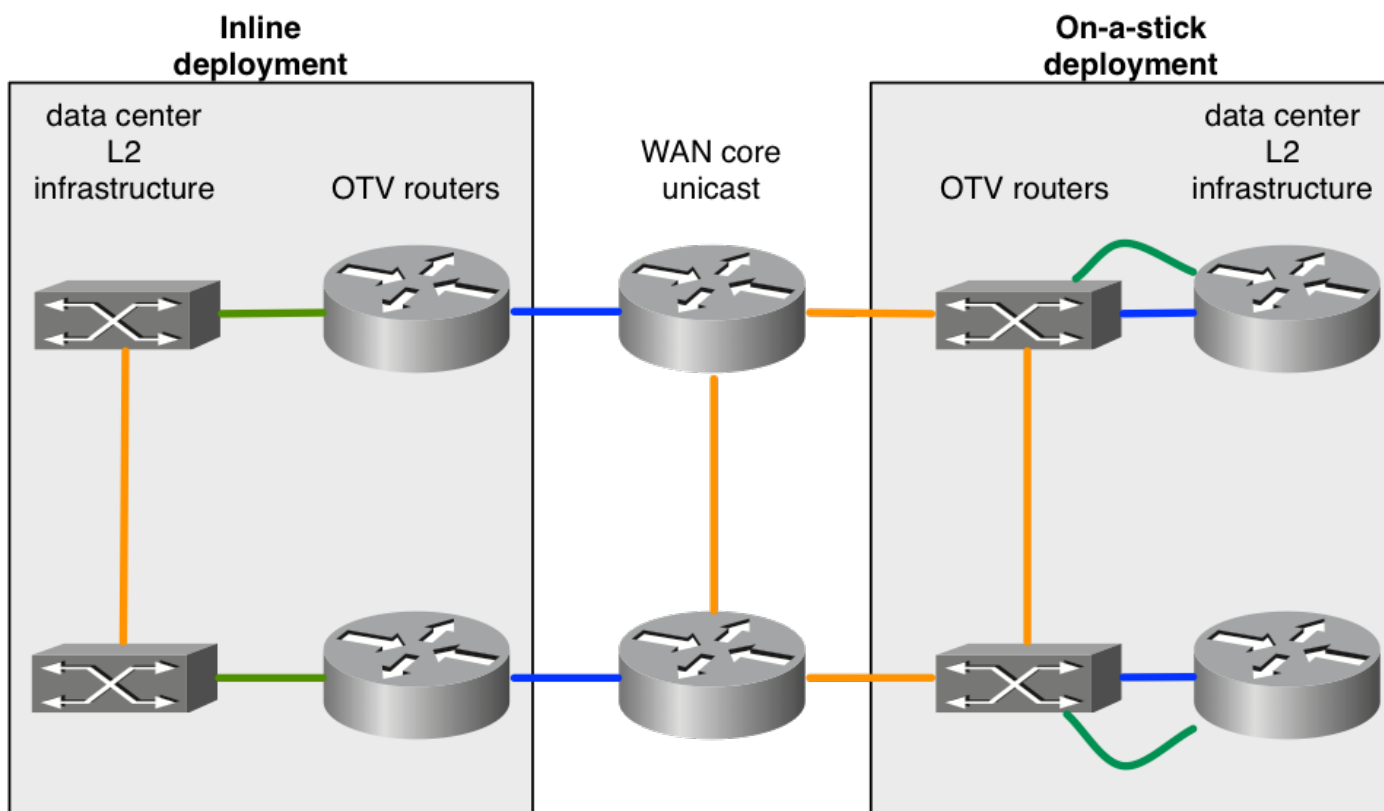 Inline
deployment
On-a-stick
deployment
data center
L2
infrastructure
OTV routers
WAN core
unicast
OTV routers
data center
L2
infrastructure